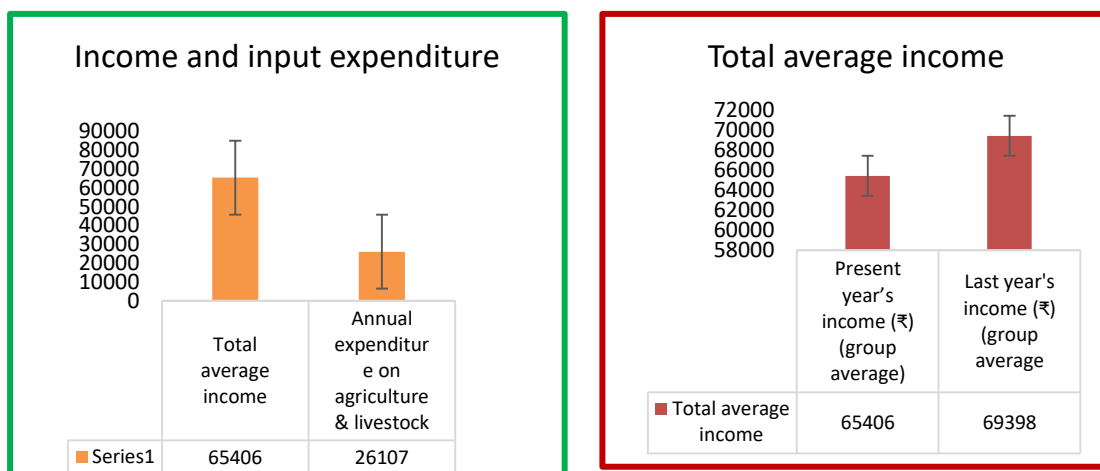 Income and input expenditure
90000
80000
70000
60000
50000
40000
30000
20000
10000
0
Total
average
income
Annual
expenditur
e on
agriculture
& livestock
Series1
65406
26107
Total average income
72000
70000
68000
66000
64000
62000
60000
58000
Present
year’s
income (₹)
(group
average)
Last year's
income (₹)
(group
average
Total average
income
65406
69398